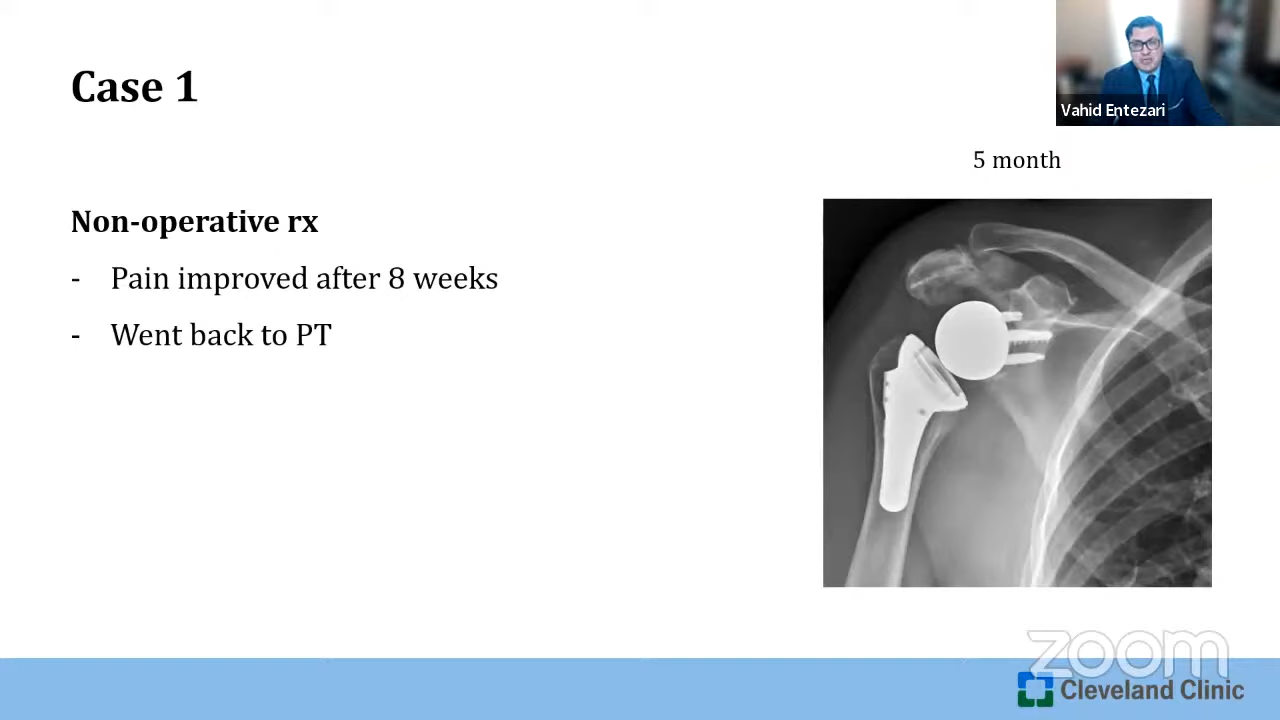 Case 1
Vahid Entezari
5 month
Non-operative rx
- Pain improved after 8 weeks
- Went back to PT
zoom
Cleveland Clinic